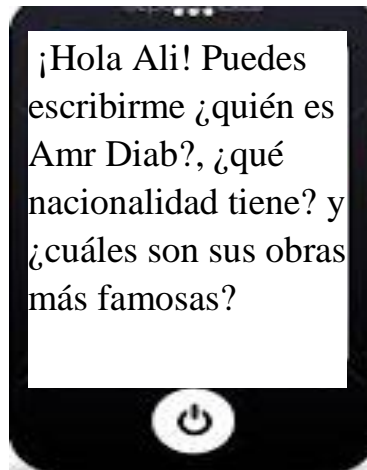 ¡Hola Ali! Puedes
escribirme ¿quién es
Amr Diab?, ¿qué
nacionalidad tiene? y
¿cuáles son sus obras
más famosas?